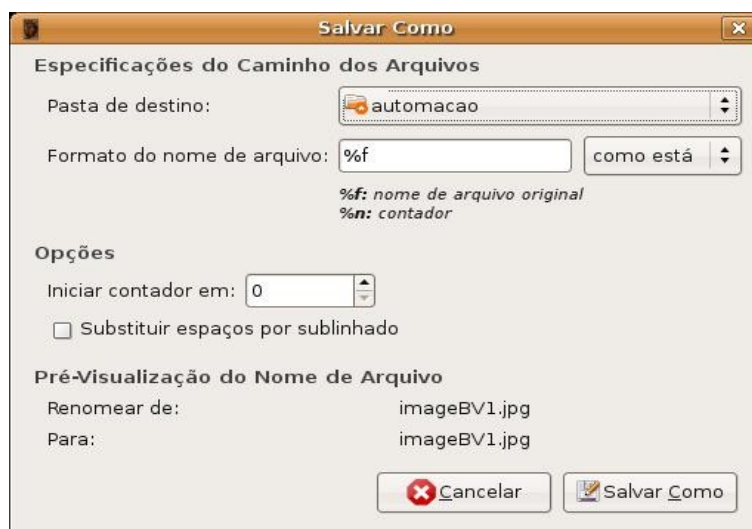 Salvar Como
Especificações do Caminho dos Arquivos
Pasta de destino: automacao
Formato do nome de arquivo: %f como está
%f: nome de arquivo original
%n: contador
Opções
Iniciar contador em: 0
Substituir espaços por sublinhado
Pré-Visualização do Nome de Arquivo
Renomear de: imageBV1.jpg
Para: imageBV1.jpg
Cancelar Salvar Como